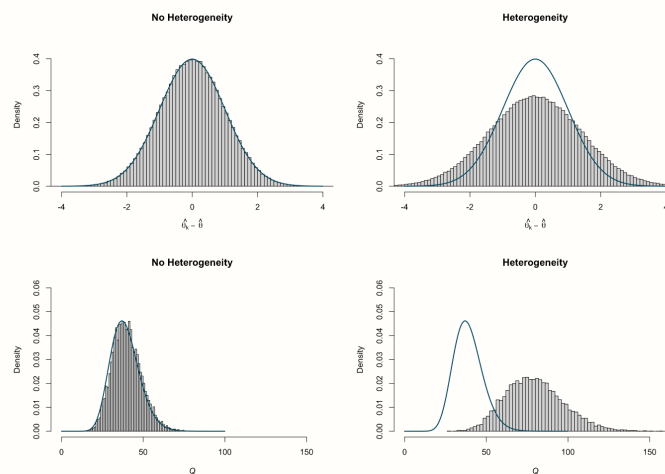 No Heterogeneity
Heterogeneity
Density
0.0 0.1 0.2 0.3 0.4
-4 -2 0 2 4
θ̂ₖ − θ̂
Density
0.0 0.1 0.2 0.3 0.4
-4 -2 0 2 4
θ̂ₖ − θ̂
No Heterogeneity
Heterogeneity
Density
0.00 0.01 0.02 0.03 0.04 0.05 0.06
0 50 100 150
Q
Density
0.00 0.01 0.02 0.03 0.04 0.05 0.06
0 50 100 150
Q